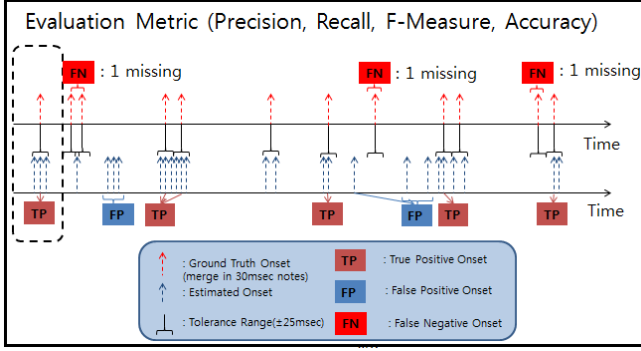 Evaluation Metric (Precision, Recall, F-Measure, Accuracy)
FN : 1 missing
FN : 1 missing
FN : 1 missing
Time
TP
FP
TP
TP
FP
TP
TP
Time
: Ground Truth Onset
(merge in 30msec notes)
: Estimated Onset
: Tolerance Range(±25msec)
TP : True Positive Onset
FP : False Positive Onset
FN : False Negative Onset